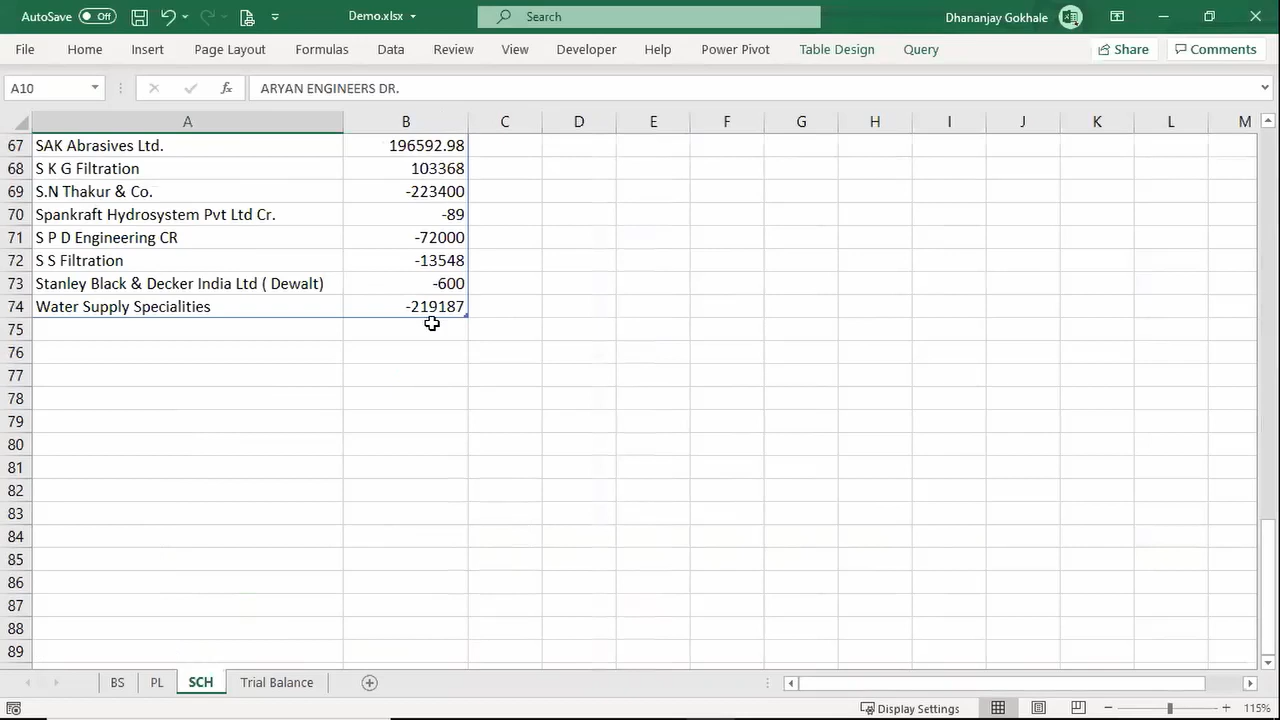 AutoSave Off Demo.xlsx Search Dhananjay Gokhale
File Home Insert Page Layout Formulas Data Review View Developer Help Power Pivot Table Design Query Share Comments
A10 fx ARYAN ENGINEERS DR.
A B C D E F G H I J K L M
67 SAK Abrasives Ltd. 196592.98
68 S K G Filtration 103368
69 S.N Thakur & Co. -223400
70 Spankraft Hydrosystem Pvt Ltd Cr. -89
71 S P D Engineering CR -72000
72 S S Filtration -13548
73 Stanley Black & Decker India Ltd ( Dewalt) -600
74 Water Supply Specialities -219187
75
76
77
78
79
80
81
82
83
84
85
86
87
88
89
BS PL SCH Trial Balance
Display Settings 115%